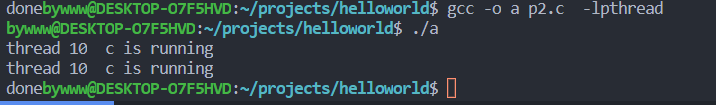 donebywww@DESKTOP-O7F5HVD:~/projects/helloworld$ gcc -o a p2.c  -lpthread
bywww@DESKTOP-O7F5HVD:~/projects/helloworld$ ./a
thread 10  c is running
thread 10  c is running
donebywww@DESKTOP-O7F5HVD:~/projects/helloworld$